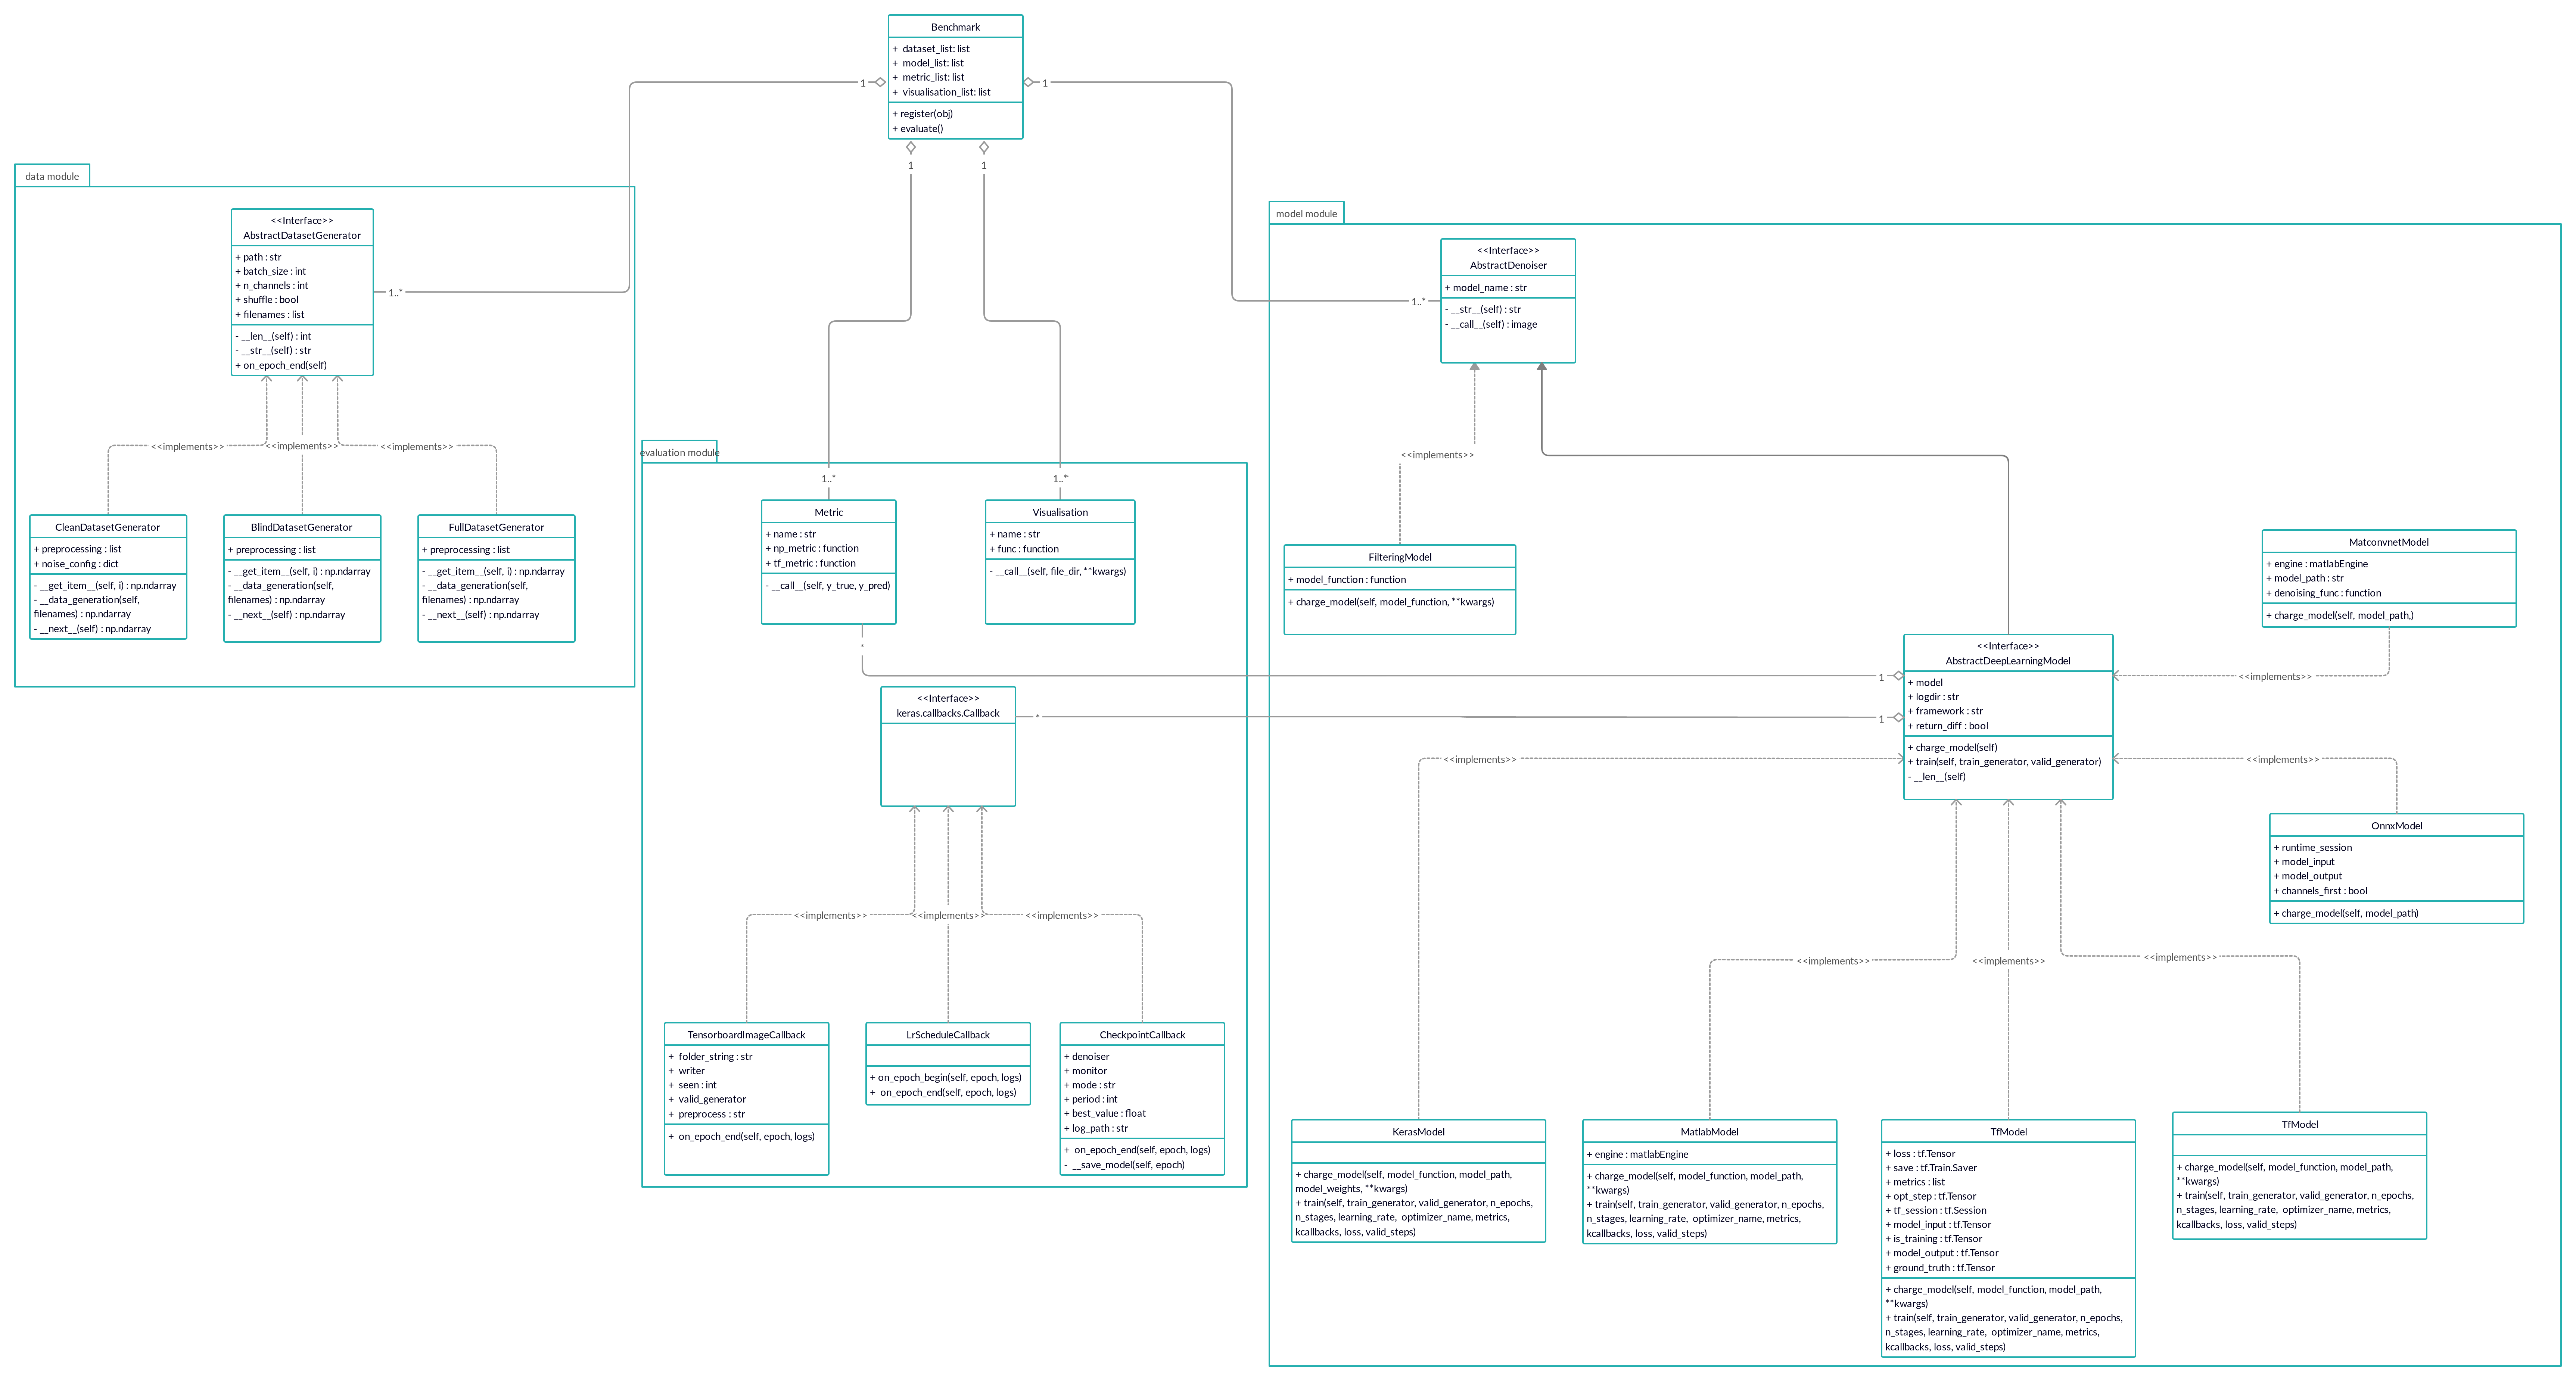 Benchmark
+  dataset_list: list
+  model_list: list
+  metric_list: list
+  visualisation_list: list
+ register(obj)
+ evaluate()
1
1
1
1
data module
<<Interface>>
AbstractDatasetGenerator
+ path : str
+ batch_size : int
+ n_channels : int
+ shuffle : bool
+ filenames : list
- __len__(self) : int
- __str__(self) : str
+ on_epoch_end(self)
1..*
<<implements>>
<<implements>>
<<implements>>
CleanDatasetGenerator
+ preprocessing : list
+ noise_config : dict
- __get_item__(self, i) : np.ndarray
- __data_generation(self,
filenames) : np.ndarray
- __next__(self) : np.ndarray
BlindDatasetGenerator
+ preprocessing : list
- __get_item__(self, i) : np.ndarray
- __data_generation(self,
filenames) : np.ndarray
- __next__(self) : np.ndarray
FullDatasetGenerator
+ preprocessing : list
- __get_item__(self, i) : np.ndarray
- __data_generation(self,
filenames) : np.ndarray
- __next__(self) : np.ndarray
evaluation module
1..*
1..*
Metric
+ name : str
+ np_metric : function
+ tf_metric : function
- __call__(self, y_true, y_pred)
Visualisation
+ name : str
+ func : function
- __call__(self, file_dir, **kwargs)
*
<<Interface>>
keras.callbacks.Callback
*
<<implements>>
<<implements>>
<<implements>>
TensorboardImageCallback
+  folder_string : str
+  writer
+  seen : int
+  valid_generator
+  preprocess : str
+  on_epoch_end(self, epoch, logs)
LrScheduleCallback
+ on_epoch_begin(self, epoch, logs)
+  on_epoch_end(self, epoch, logs)
CheckpointCallback
+ denoiser
+ monitor
+ mode : str
+ period : int
+ best_value : float
+ log_path : str
+  on_epoch_end(self, epoch, logs)
-  __save_model(self, epoch)
model module
<<Interface>>
AbstractDenoiser
+ model_name : str
- __str__(self) : str
- __call__(self) : image
1..*
<<implements>>
FilteringModel
+ model_function : function
+ charge_model(self, model_function, **kwargs)
MatconvnetModel
+ engine : matlabEngine
+ model_path : str
+ denoising_func : function
+ charge_model(self, model_path,)
<<Interface>>
AbstractDeepLearningModel
+ model
+ logdir : str
+ framework : str
+ return_diff : bool
+ charge_model(self)
+ train(self, train_generator, valid_generator)
- __len__(self)
1
1
<<implements>>
<<implements>>
<<implements>>
OnnxModel
+ runtime_session
+ model_input
+ model_output
+ channels_first : bool
+ charge_model(self, model_path)
<<implements>>
<<implements>>
<<implements>>
KerasModel
+ charge_model(self, model_function, model_path,
model_weights, **kwargs)
+ train(self, train_generator, valid_generator, n_epochs,
n_stages, learning_rate,  optimizer_name, metrics,
kcallbacks, loss, valid_steps)
MatlabModel
+ engine : matlabEngine
+ charge_model(self, model_function, model_path,
**kwargs)
+ train(self, train_generator, valid_generator, n_epochs,
n_stages, learning_rate,  optimizer_name, metrics,
kcallbacks, loss, valid_steps)
TfModel
+ loss : tf.Tensor
+ save : tf.Train.Saver
+ metrics : list
+ opt_step : tf.Tensor
+ tf_session : tf.Session
+ model_input : tf.Tensor
+ is_training : tf.Tensor
+ model_output : tf.Tensor
+ ground_truth : tf.Tensor
+ charge_model(self, model_function, model_path,
**kwargs)
+ train(self, train_generator, valid_generator, n_epochs,
n_stages, learning_rate,  optimizer_name, metrics,
kcallbacks, loss, valid_steps)
TfModel
+ charge_model(self, model_function, model_path,
**kwargs)
+ train(self, train_generator, valid_generator, n_epochs,
n_stages, learning_rate,  optimizer_name, metrics,
kcallbacks, loss, valid_steps)